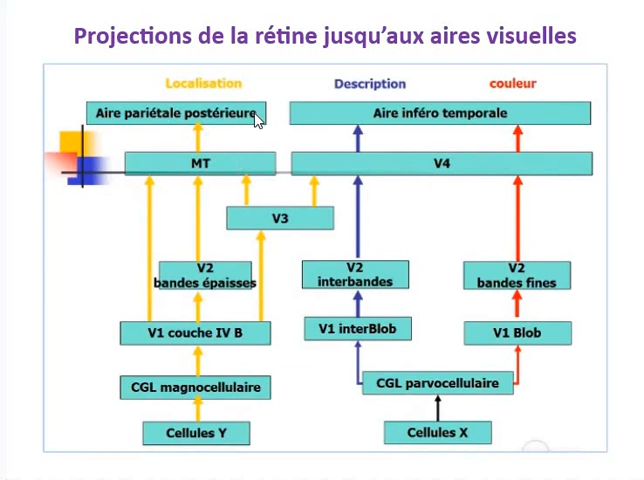 Projections de la rétine jusqu’aux aires visuelles
Localisation
Description
couleur
Aire pariétale postérieure
Aire inféro temporale
MT
V4
V3
V2
bandes épaisses
V2
interbandes
V2
bandes fines
V1 couche IV B
V1 interBlob
V1 Blob
CGL magnocellulaire
CGL parvocellulaire
Cellules Y
Cellules X